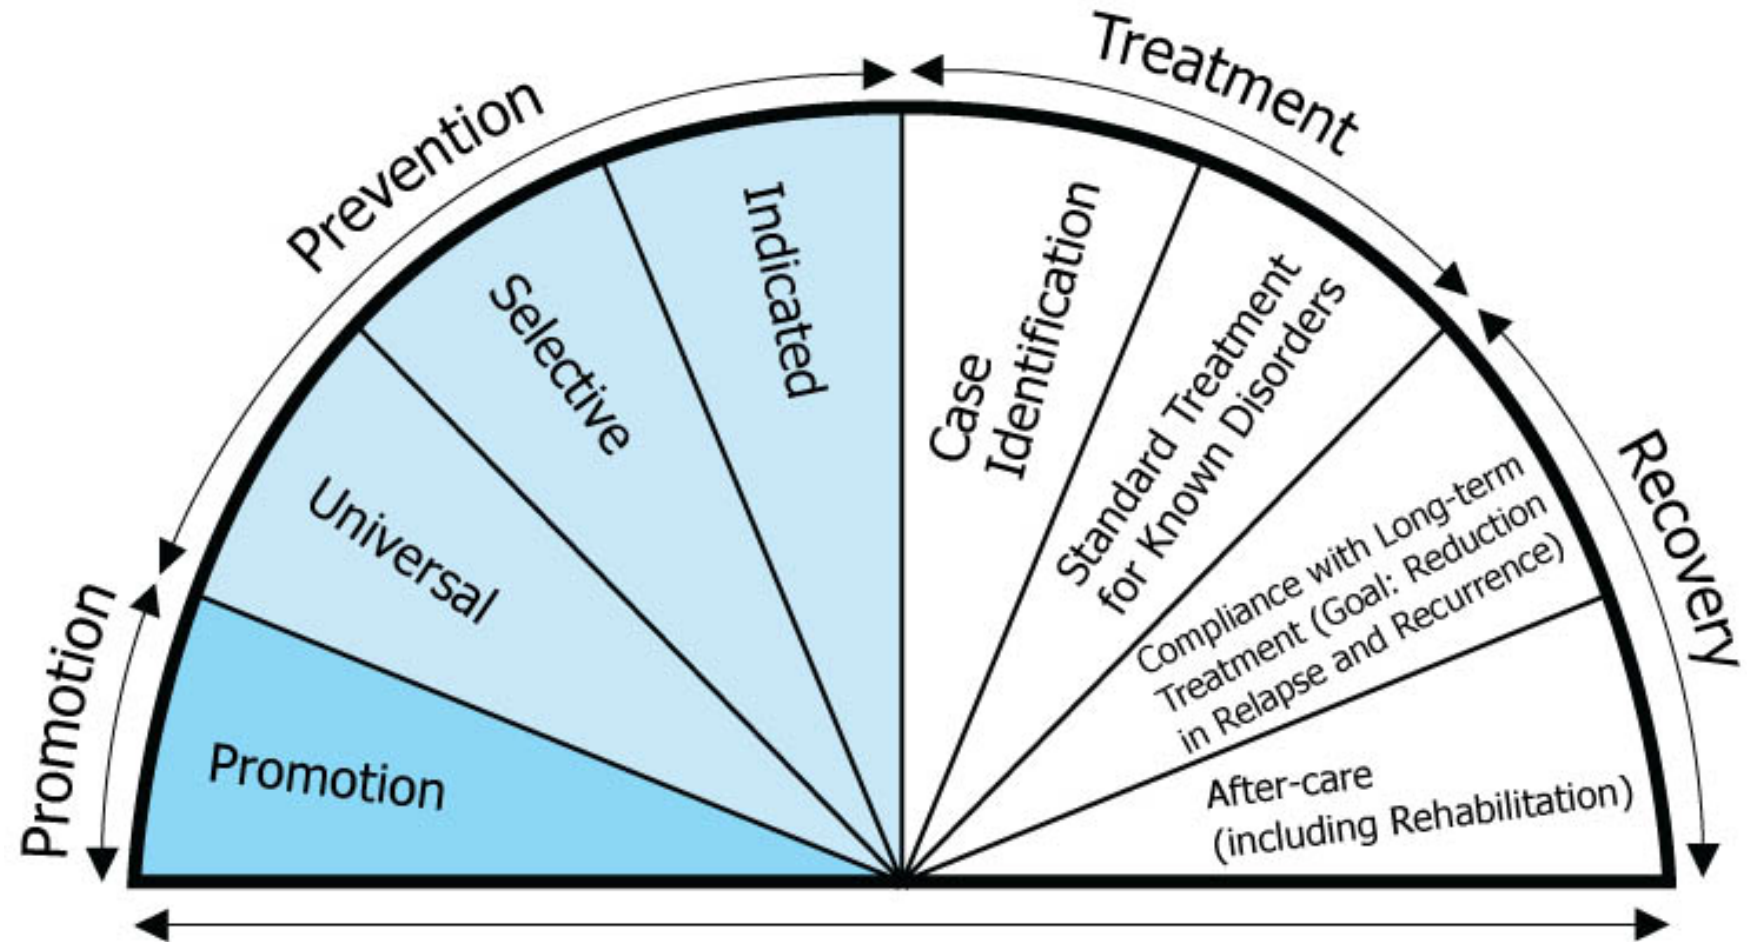 Promotion
Prevention
Treatment
Recovery
Promotion
Universal
Selective
Indicated
Case
Identification
Standard Treatment
for Known Disorders
Compliance with Long-term
Treatment (Goal: Reduction
in Relapse and Recurrence)
After-care
(including Rehabilitation)